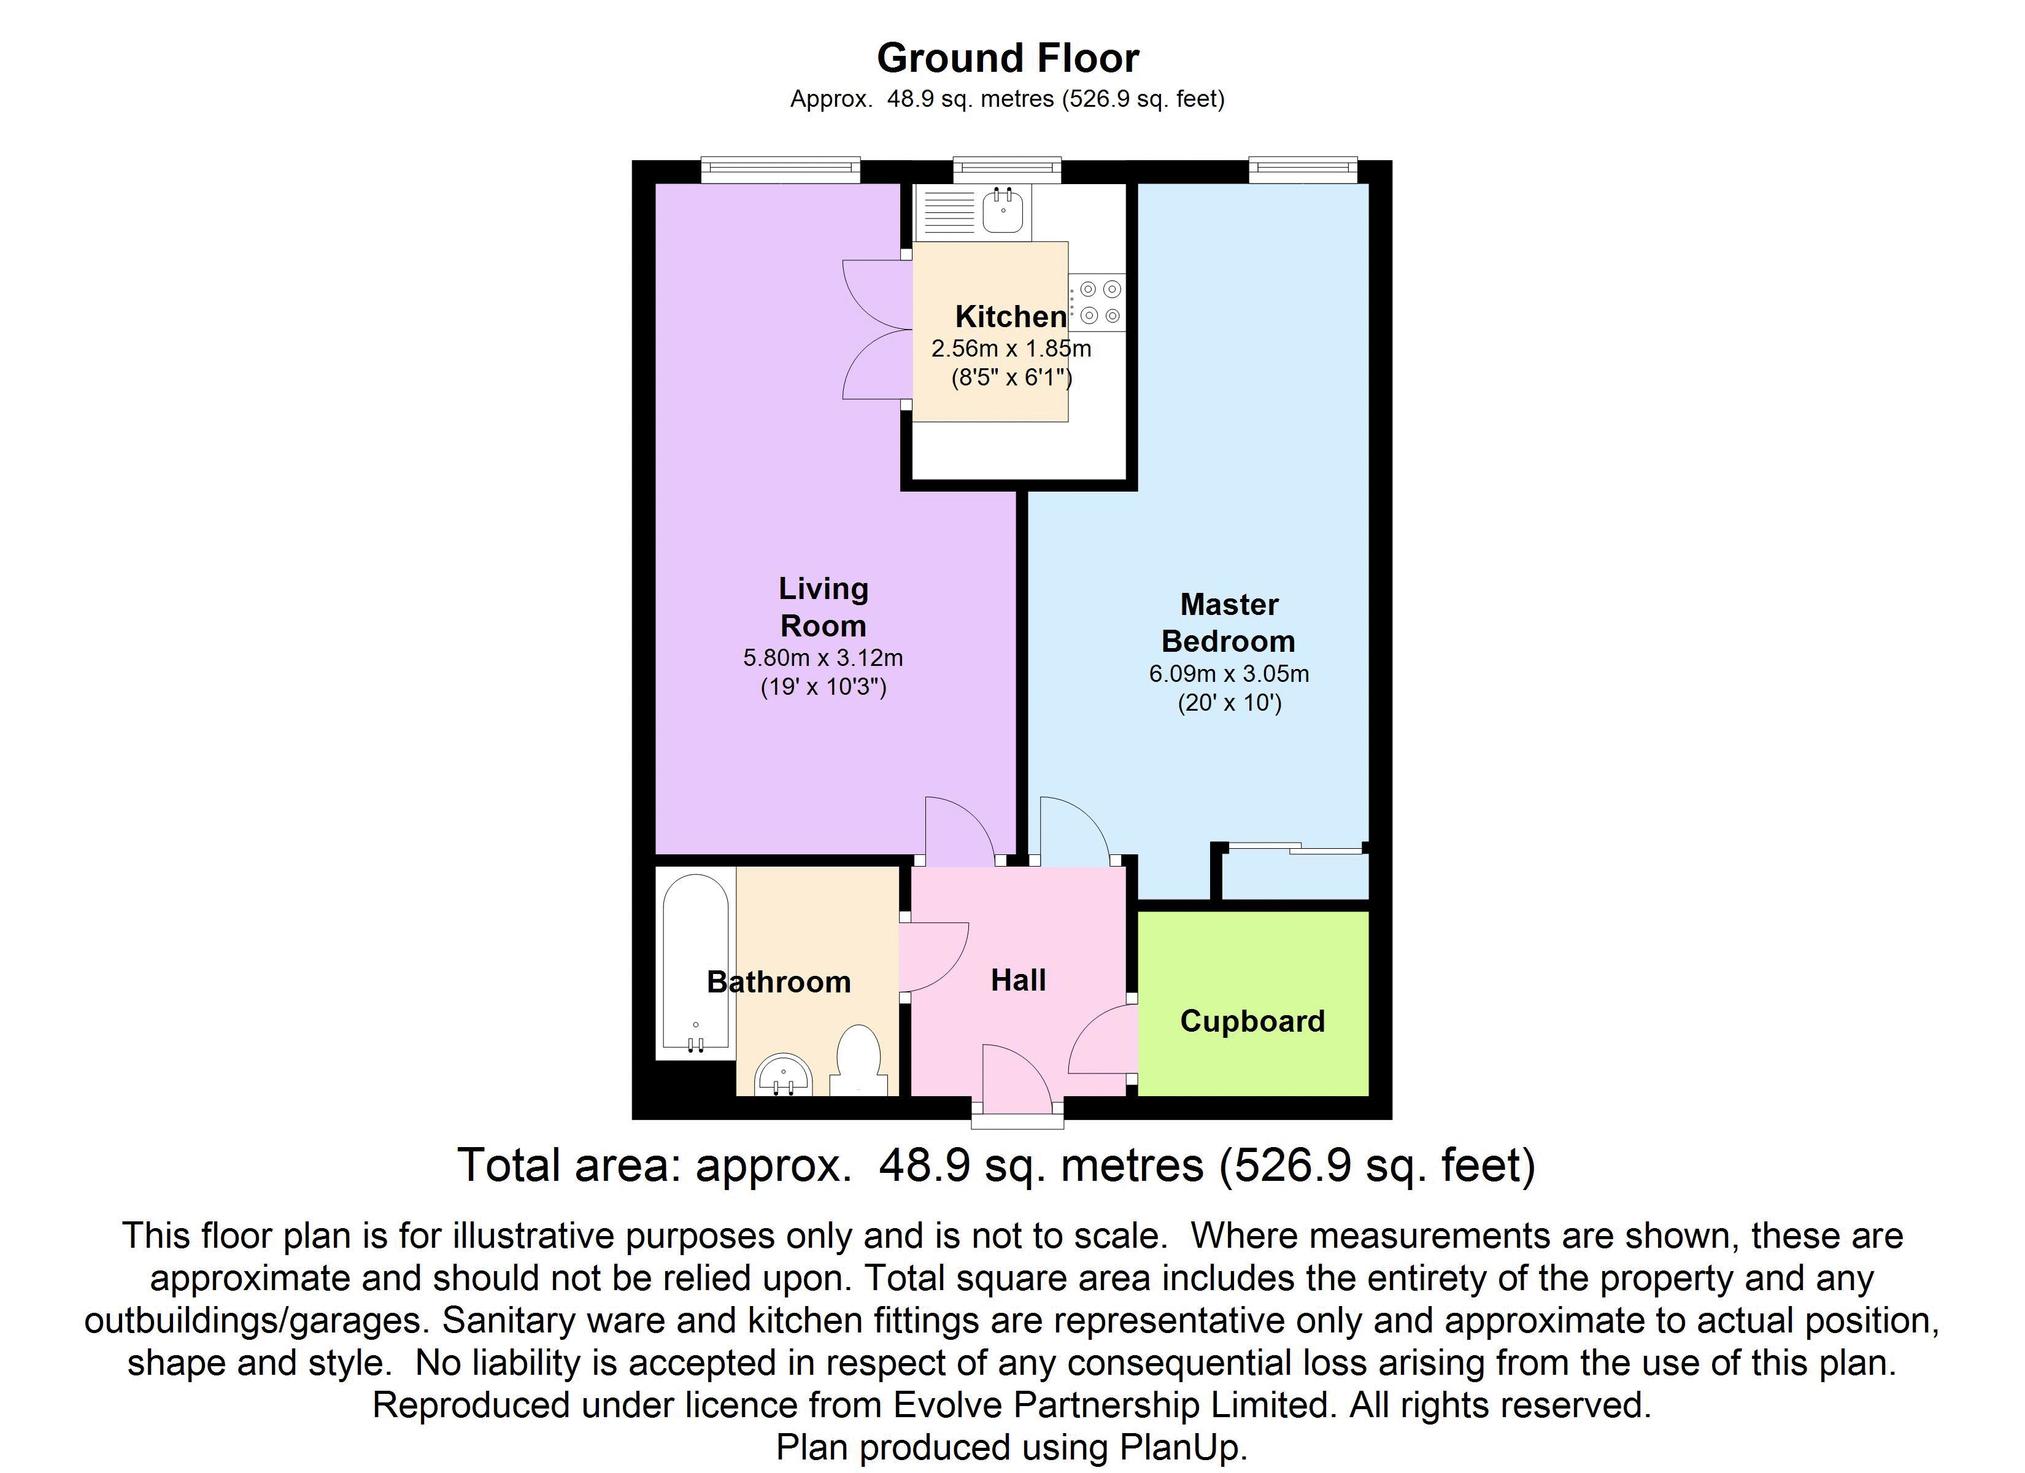 Ground Floor
Approx.  48.9 sq. metres (526.9 sq. feet)
Kitchen
2.56m x 1.85m
(8'5" x 6'1")
Living
Room
5.80m x 3.12m
(19' x 10'3")
Master
Bedroom
6.09m x 3.05m
(20' x 10')
Bathroom
Hall
Cupboard
Total area: approx.  48.9 sq. metres (526.9 sq. feet)
This floor plan is for illustrative purposes only and is not to scale.  Where measurements are shown, these are
approximate and should not be relied upon. Total square area includes the entirety of the property and any
outbuildings/garages. Sanitary ware and kitchen fittings are representative only and approximate to actual position,
shape and style.  No liability is accepted in respect of any consequential loss arising from the use of this plan.
Reproduced under licence from Evolve Partnership Limited. All rights reserved.
Plan produced using PlanUp.